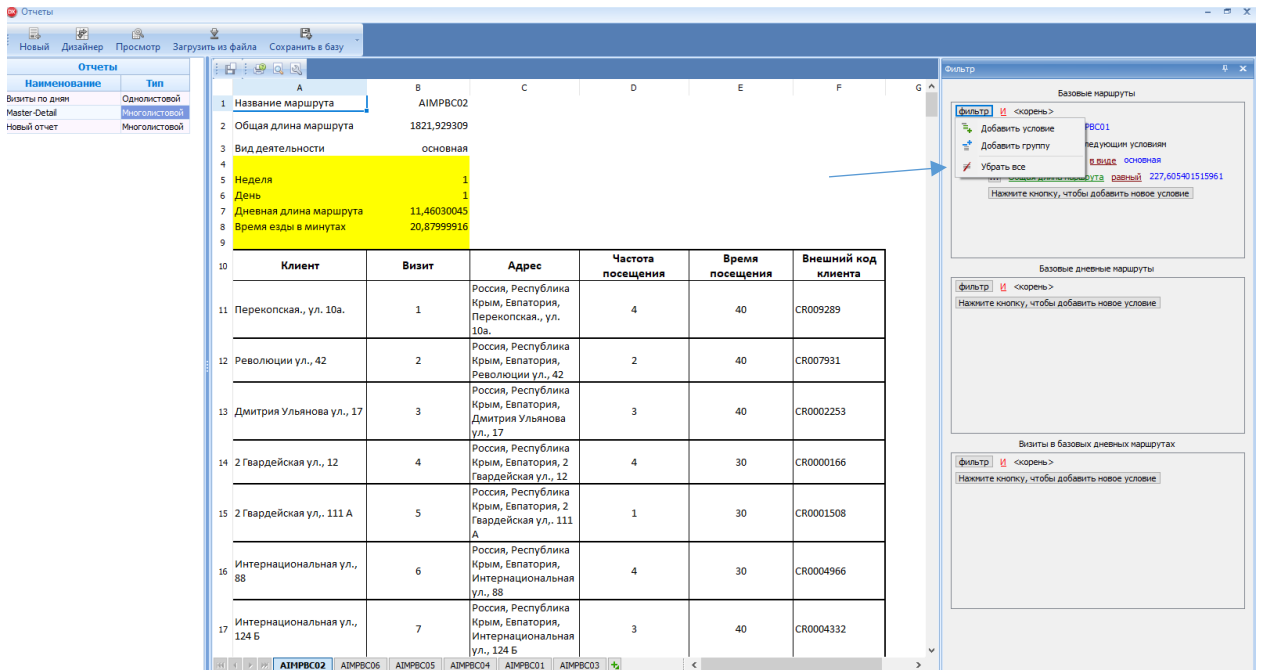 Отчеты
Новый Дизайнер Просмотр Загрузить из файла Сохранить в базу
Отчеты
Наименование Тип
Визиты по дням Однолистовой
Master-Detail Многолистовой
Новый отчет Многолистовой
A B C D E F G
1 Название маршрута AIMPBC02
2 Общая длина маршрута 1821,929309
3 Вид деятельности основная
4
5 Неделя 1
6 День 1
7 Дневная длина маршрута 11,46030045
8 Время езды в минутах 20,87999916
9
10 Клиент Визит Адрес Частота посещения Время посещения Внешний код клиента
11 Перекопская., ул. 10а. 1 Россия, Республика Крым, Евпатория, Перекопская., ул. 10а. 4 40 CR009289
12 Революции ул., 42 2 Россия, Республика Крым, Евпатория, Революции ул., 42 2 40 CR007931
13 Дмитрия Ульянова ул., 17 3 Россия, Республика Крым, Евпатория, Дмитрия Ульянова ул., 17 3 40 CR0002253
14 2 Гвардейская ул., 12 4 Россия, Республика Крым, Евпатория, 2 Гвардейская ул., 12 4 30 CR0000166
15 2 Гвардейская ул,. 111 А 5 Россия, Республика Крым, Евпатория, 2 Гвардейская ул,. 111 А 1 30 CR0001508
16 Интернациональная ул., 88 6 Россия, Республика Крым, Евпатория, Интернациональная ул., 88 4 30 CR0004966
17 Интернациональная ул., 124 Б 7 Россия, Республика Крым, Евпатория, Интернациональная ул., 124 Б 3 40 CR0004332
AIMPBC02 AIMPBC06 AIMPBC05 AIMPBC04 AIMPBC01 AIMPBC03
Фильтр
Базовые маршруты
фильтр И <корень>
Добавить условие PBC01
Добавить группу ледующим условиям
в виде основная
Убрать все
равный 227,605401515961
Нажмите кнопку, чтобы добавить новое условие
Базовые дневные маршруты
фильтр И <корень>
Нажмите кнопку, чтобы добавить новое условие
Визиты в базовых дневных маршрутах
фильтр И <корень>
Нажмите кнопку, чтобы добавить новое условие